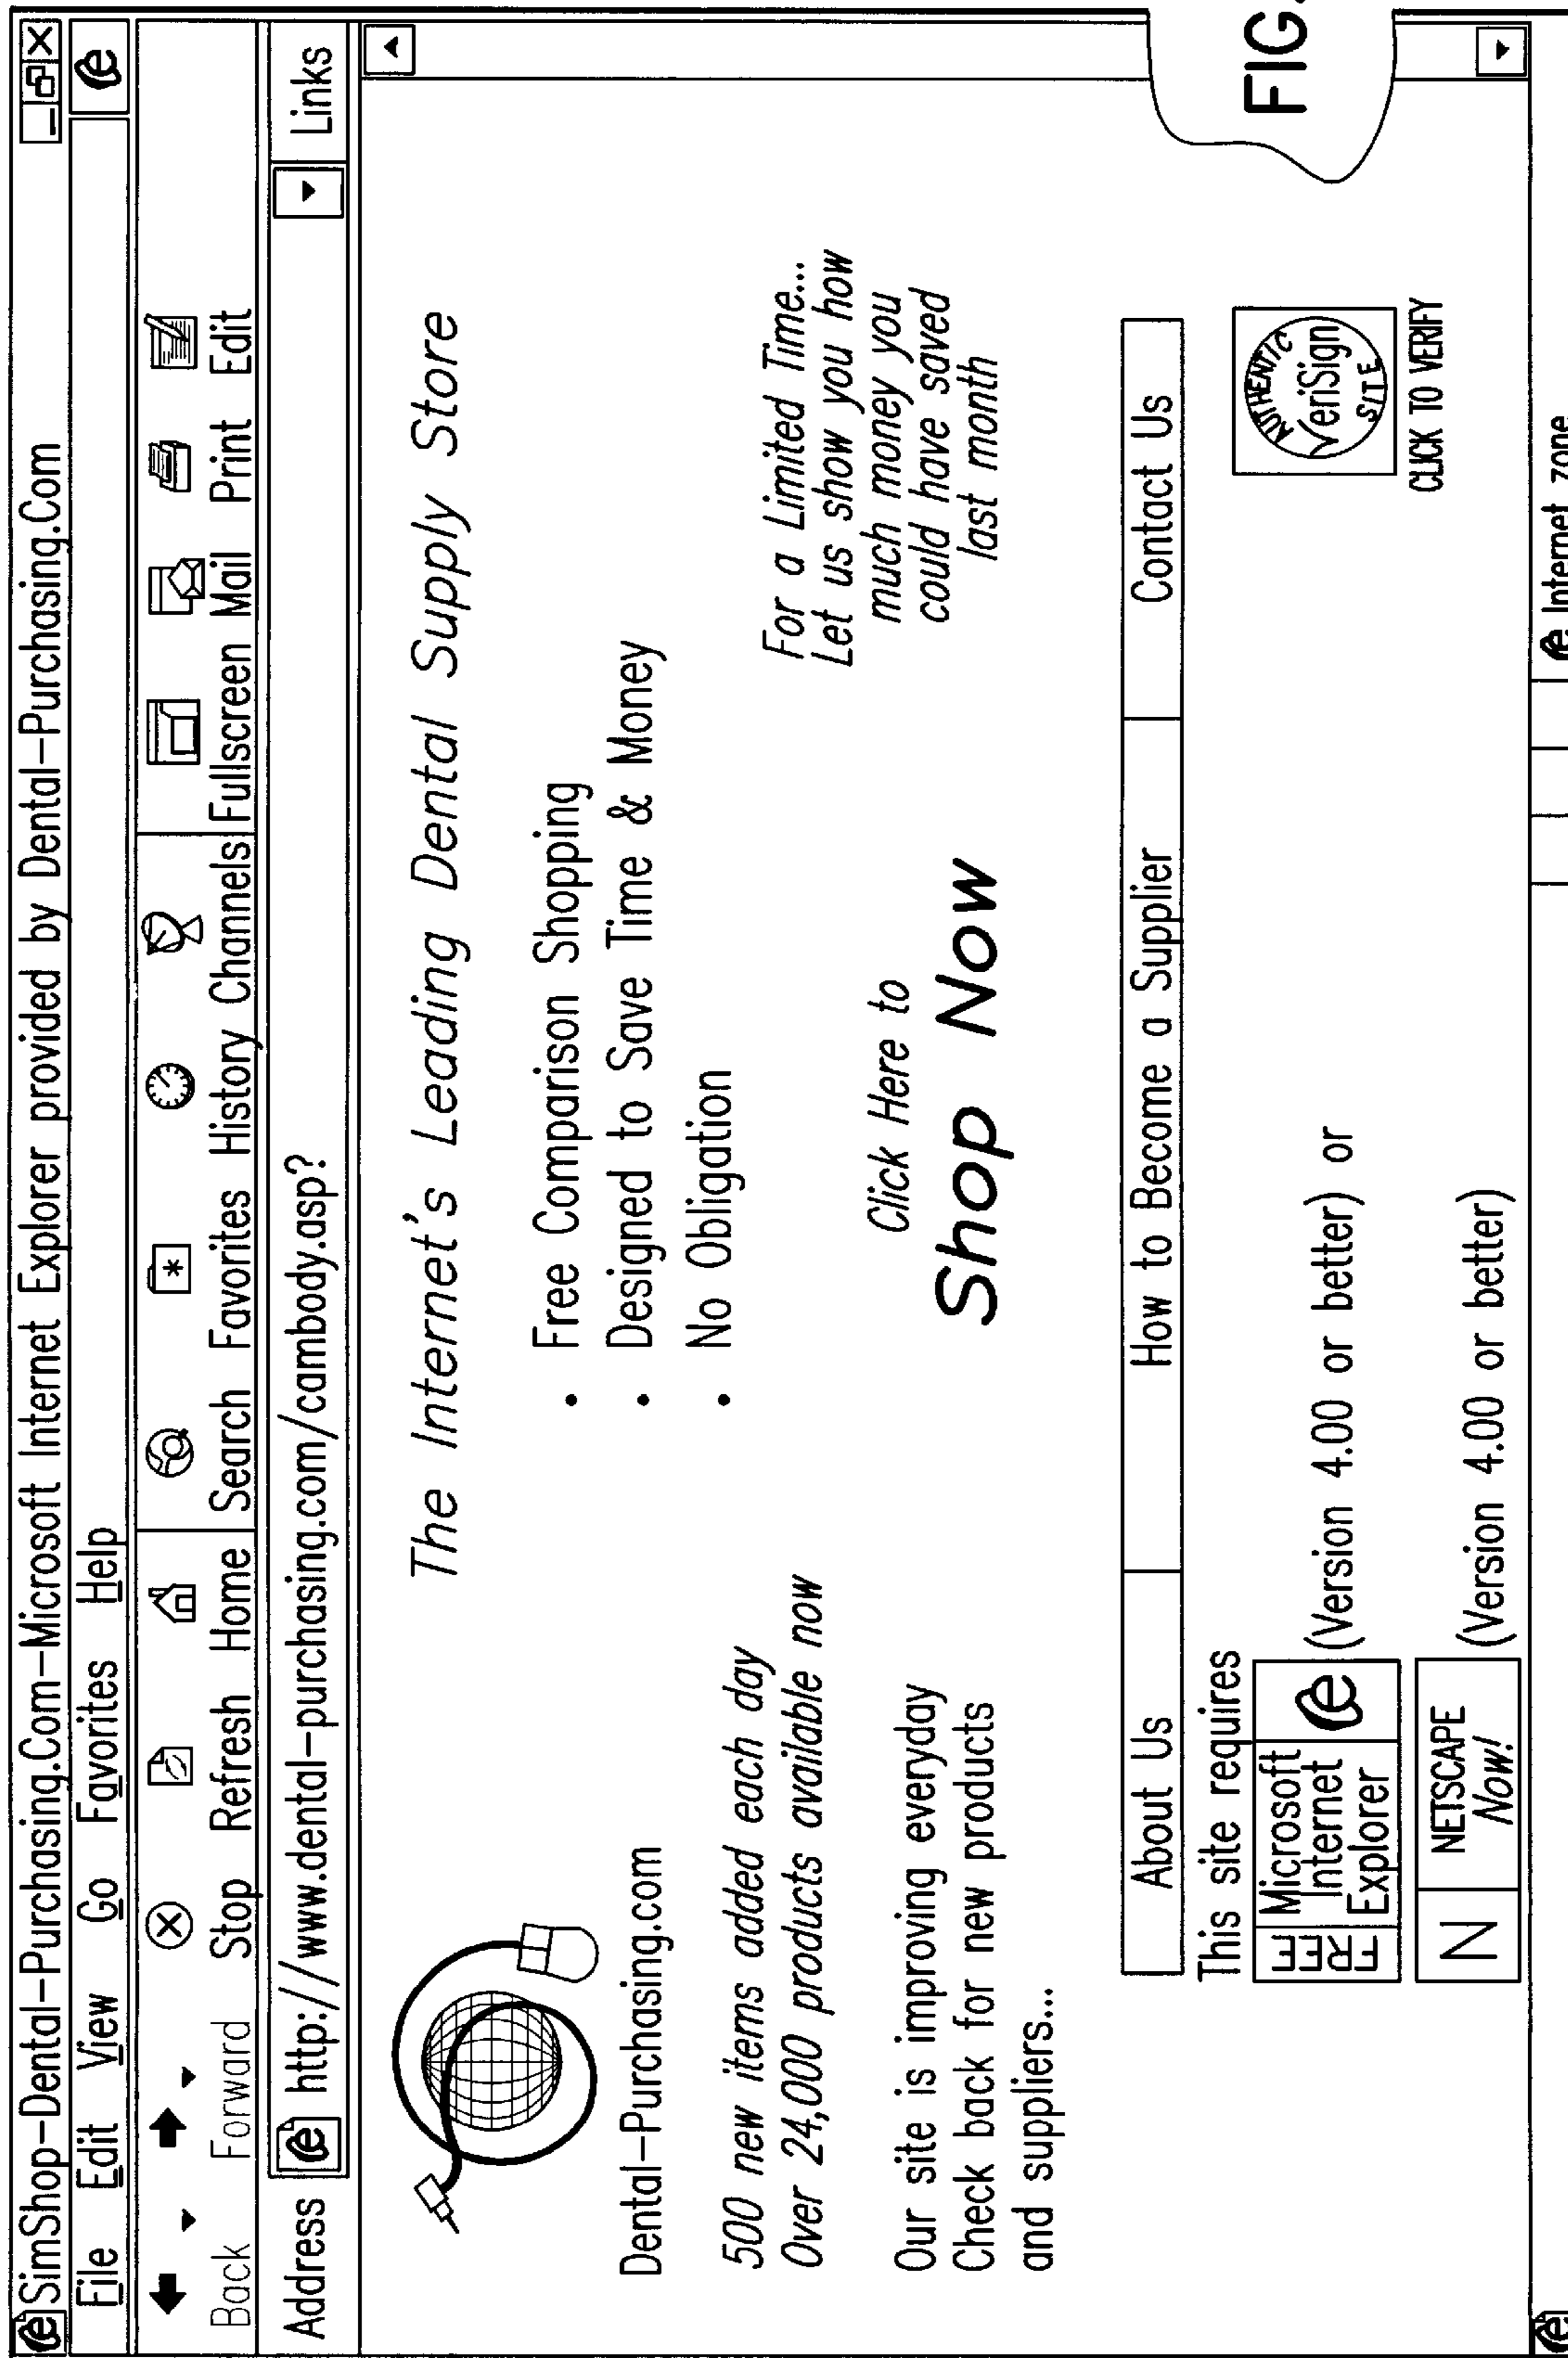 SimShop-Dental-Purchasing.Com-Microsoft Internet Explorer provided by Dental-Purchasing.Com
File Edit View Go Favorites Help
Back Forward Stop Refresh Home Search Favorites History Channels Fullscreen Mail Print Edit
Address http://www.dental-purchasing.com/cambody.asp? Links
The Internet's Leading Dental Supply Store
Dental-Purchasing.com
• Free Comparison Shopping
• Designed to Save Time & Money
• No Obligation
500 new items added each day
Over 24,000 products available now
For a Limited Time...
Let us show you how
much money you
could have saved
last month
Our site is improving everyday
Check back for new products
and suppliers...
Click Here to
Shop Now
About Us How to Become a Supplier Contact Us
This site requires
FREE Microsoft Internet Explorer (Version 4.00 or better) or
N NETSCAPE Now! (Version 4.00 or better)
AUTHENTIC
VeriSign
SITE
CLICK TO VERIFY
FIG.
Internet zone